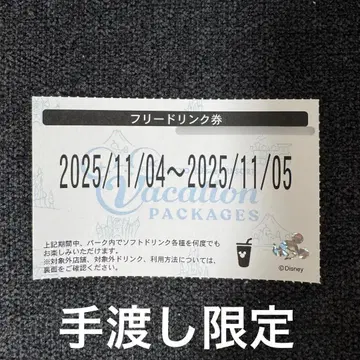 フリードリンク券
2025/11/04～2025/11/05
Vacation
PACKAGES
上記期間中、パーク内でソフトドリンク各種を何度でも
お楽しみいただけます。
※対象外店舗、対象外ドリンク、利用方法については、
裏面をご確認ください。
©Disney
手渡し限定